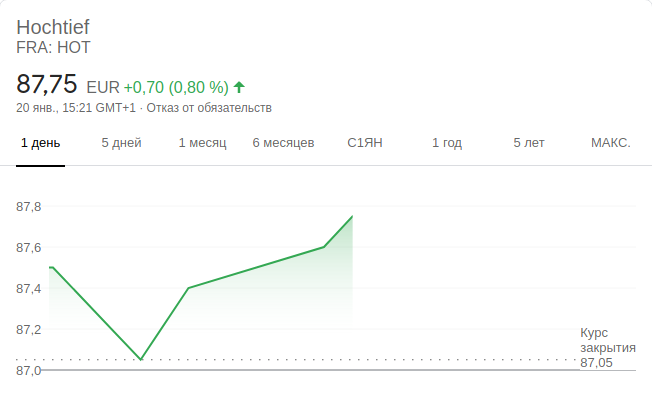 Hochtief
FRA: HOT
87,75 EUR +0,70 (0,80 %)
20 янв., 15:21 GMT+1 · Отказ от обязательств
1 день 5 дней 1 месяц 6 месяцев С1ЯН 1 год 5 лет МАКС.
87,8
87,6
87,4
87,2
87,0
Курс
закрытия
87,05